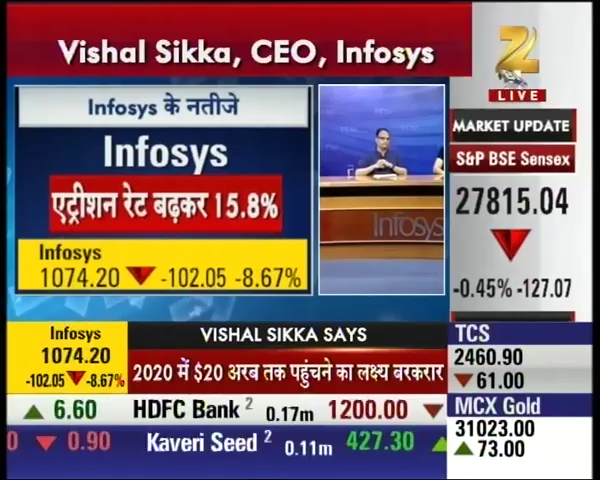 Vishal Sikka, CEO, Infosys
Z
LIVE
Infosys के नतीजे
Infosys
एट्रीशन रेट बढ़कर 15.8%
Infosys
1074.20 -102.05 -8.67%
Infosys
MARKET UPDATE
S&P BSE Sensex
27815.04
-0.45% -127.07
Infosys
1074.20
-102.05 -8.67%
VISHAL SIKKA SAYS
2020 में $20 अरब तक पहुंचने का लक्ष्य बरकरार
TCS
2460.90
61.00
MCX Gold
31023.00
73.00
6.60 HDFC Bank 2 0.17m 1200.00
0 0.90 Kaveri Seed 2 0.11m 427.30